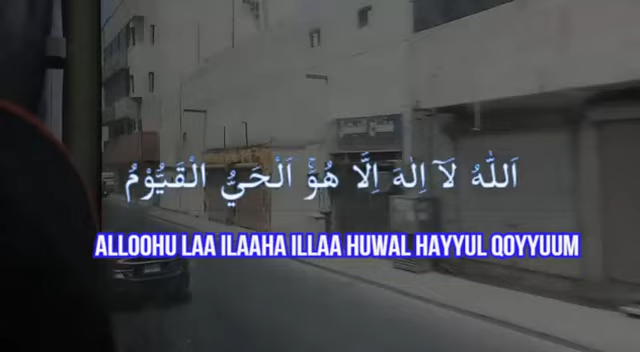 اَللّٰهُ لَآ اِلٰهَ اِلَّا هُوَۚ اَلْحَيُّ الْقَيُّوْمُ
ALLOOHU LAA ILAAHA ILLAA HUWAL HAYYUL QOYYUUM